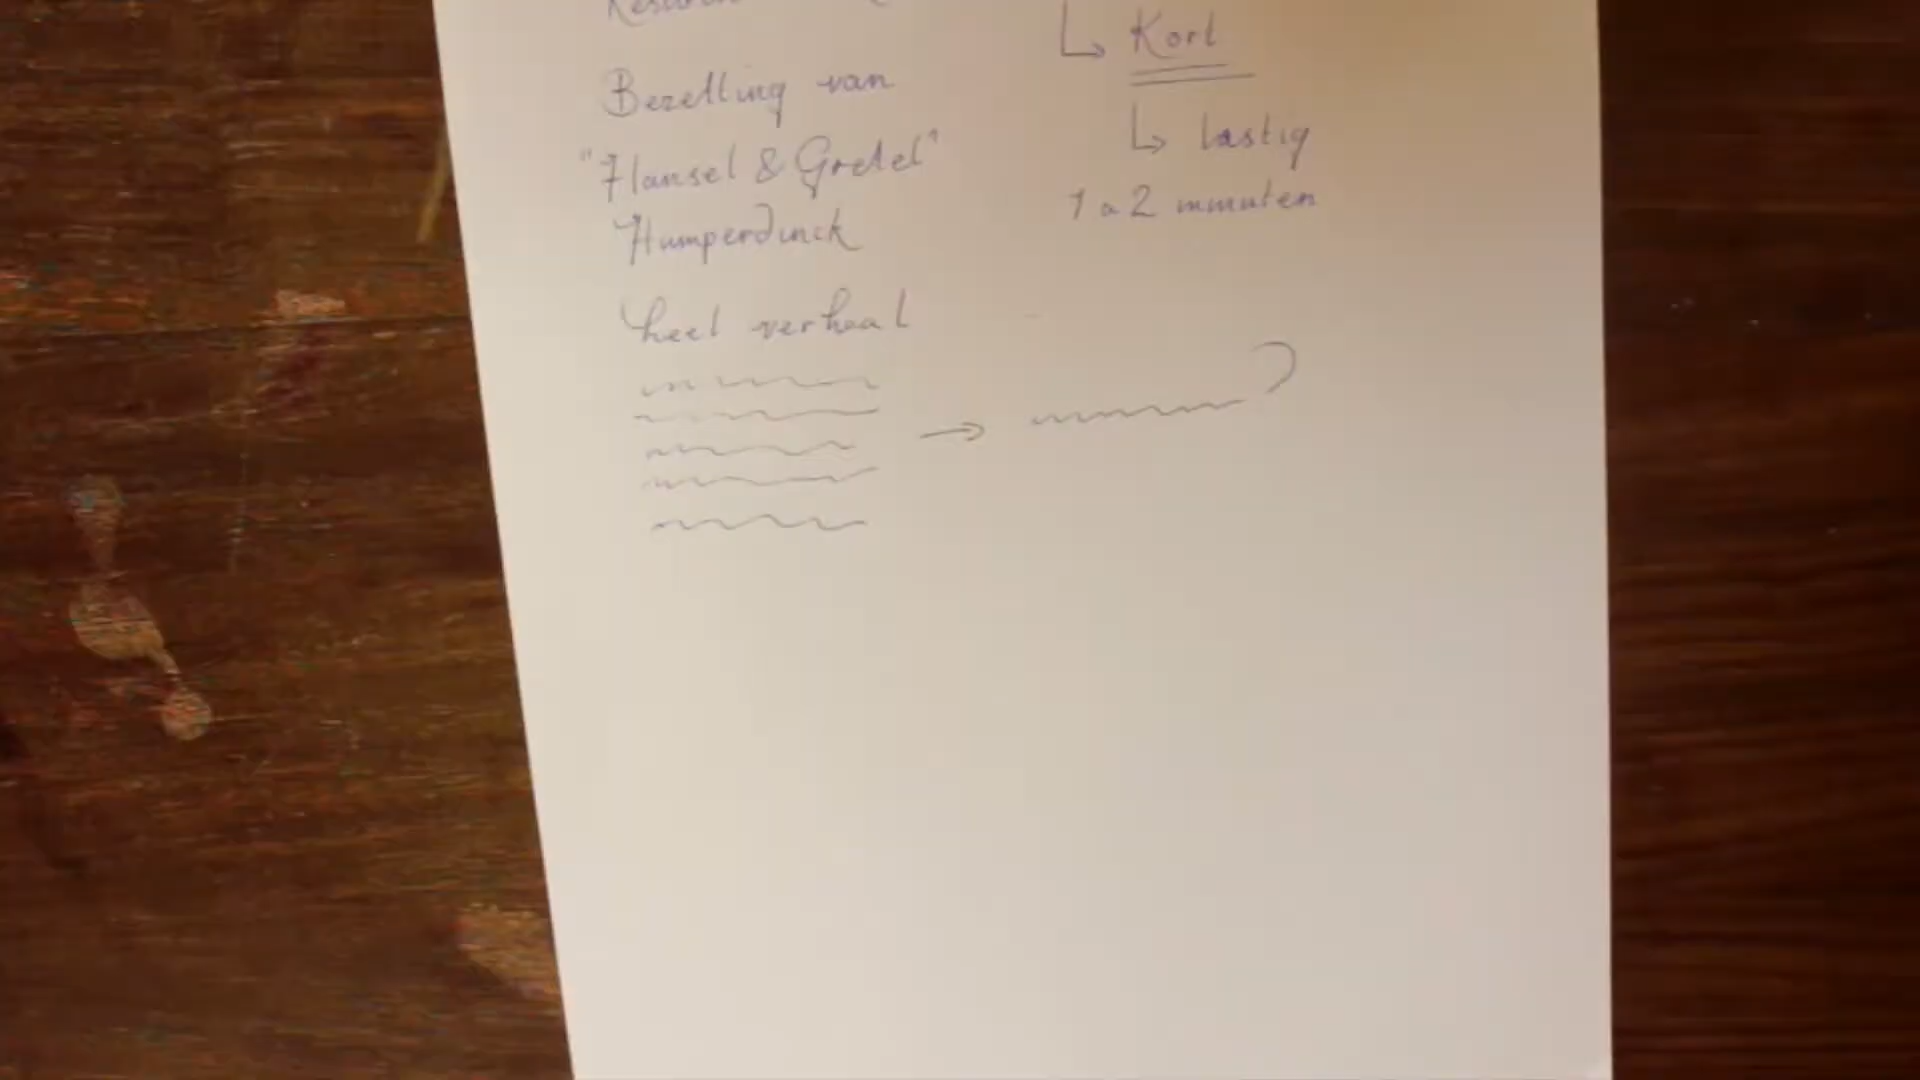 Bezetting van
"Hansel & Gretel"
Humperdinck
heel verhaal
↳ Kort
↳ lastig
1 a 2 minuten